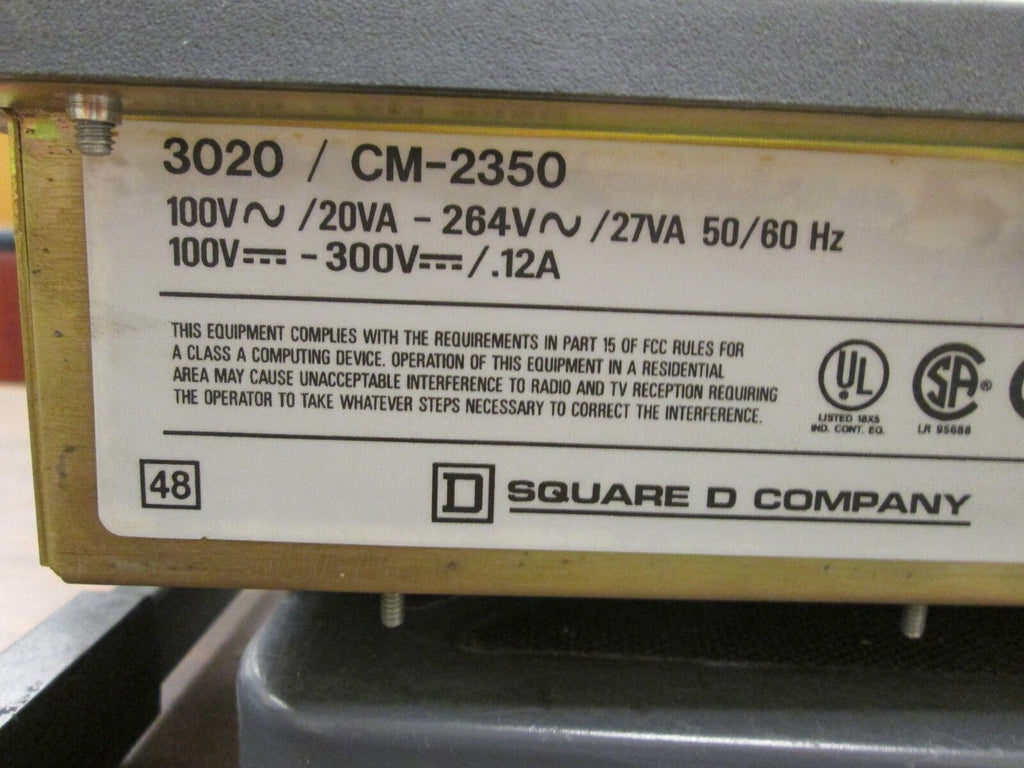 3020 / CM-2350
100V∿ /20VA - 264V∿ /27VA 50/60 Hz
100V⎓ - 300V⎓ / .12A
THIS EQUIPMENT COMPLIES WITH THE REQUIREMENTS IN PART 15 OF FCC RULES FOR
A CLASS A COMPUTING DEVICE. OPERATION OF THIS EQUIPMENT IN A RESIDENTIAL
AREA MAY CAUSE UNACCEPTABLE INTERFERENCE TO RADIO AND TV RECEPTION REQUIRING
THE OPERATOR TO TAKE WHATEVER STEPS NECESSARY TO CORRECT THE INTERFERENCE.
UL
LISTED 18X5
IND. CONT. EQ.
SA®
LR 95688
48
D SQUARE D COMPANY